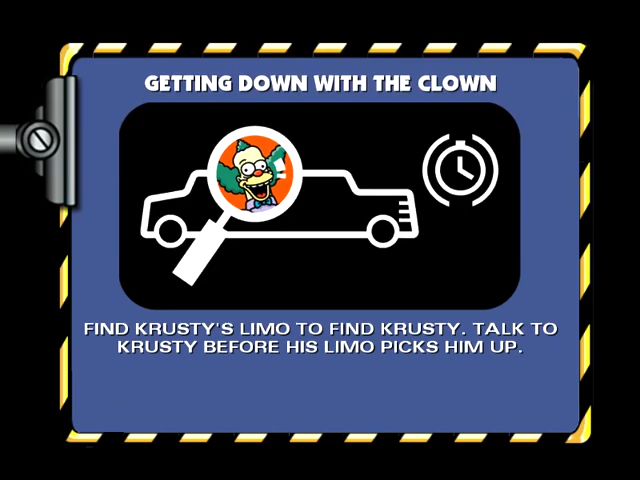 GETTING DOWN WITH THE CLOWN
FIND KRUSTY'S LIMO TO FIND KRUSTY. TALK TO
KRUSTY BEFORE HIS LIMO PICKS HIM UP.